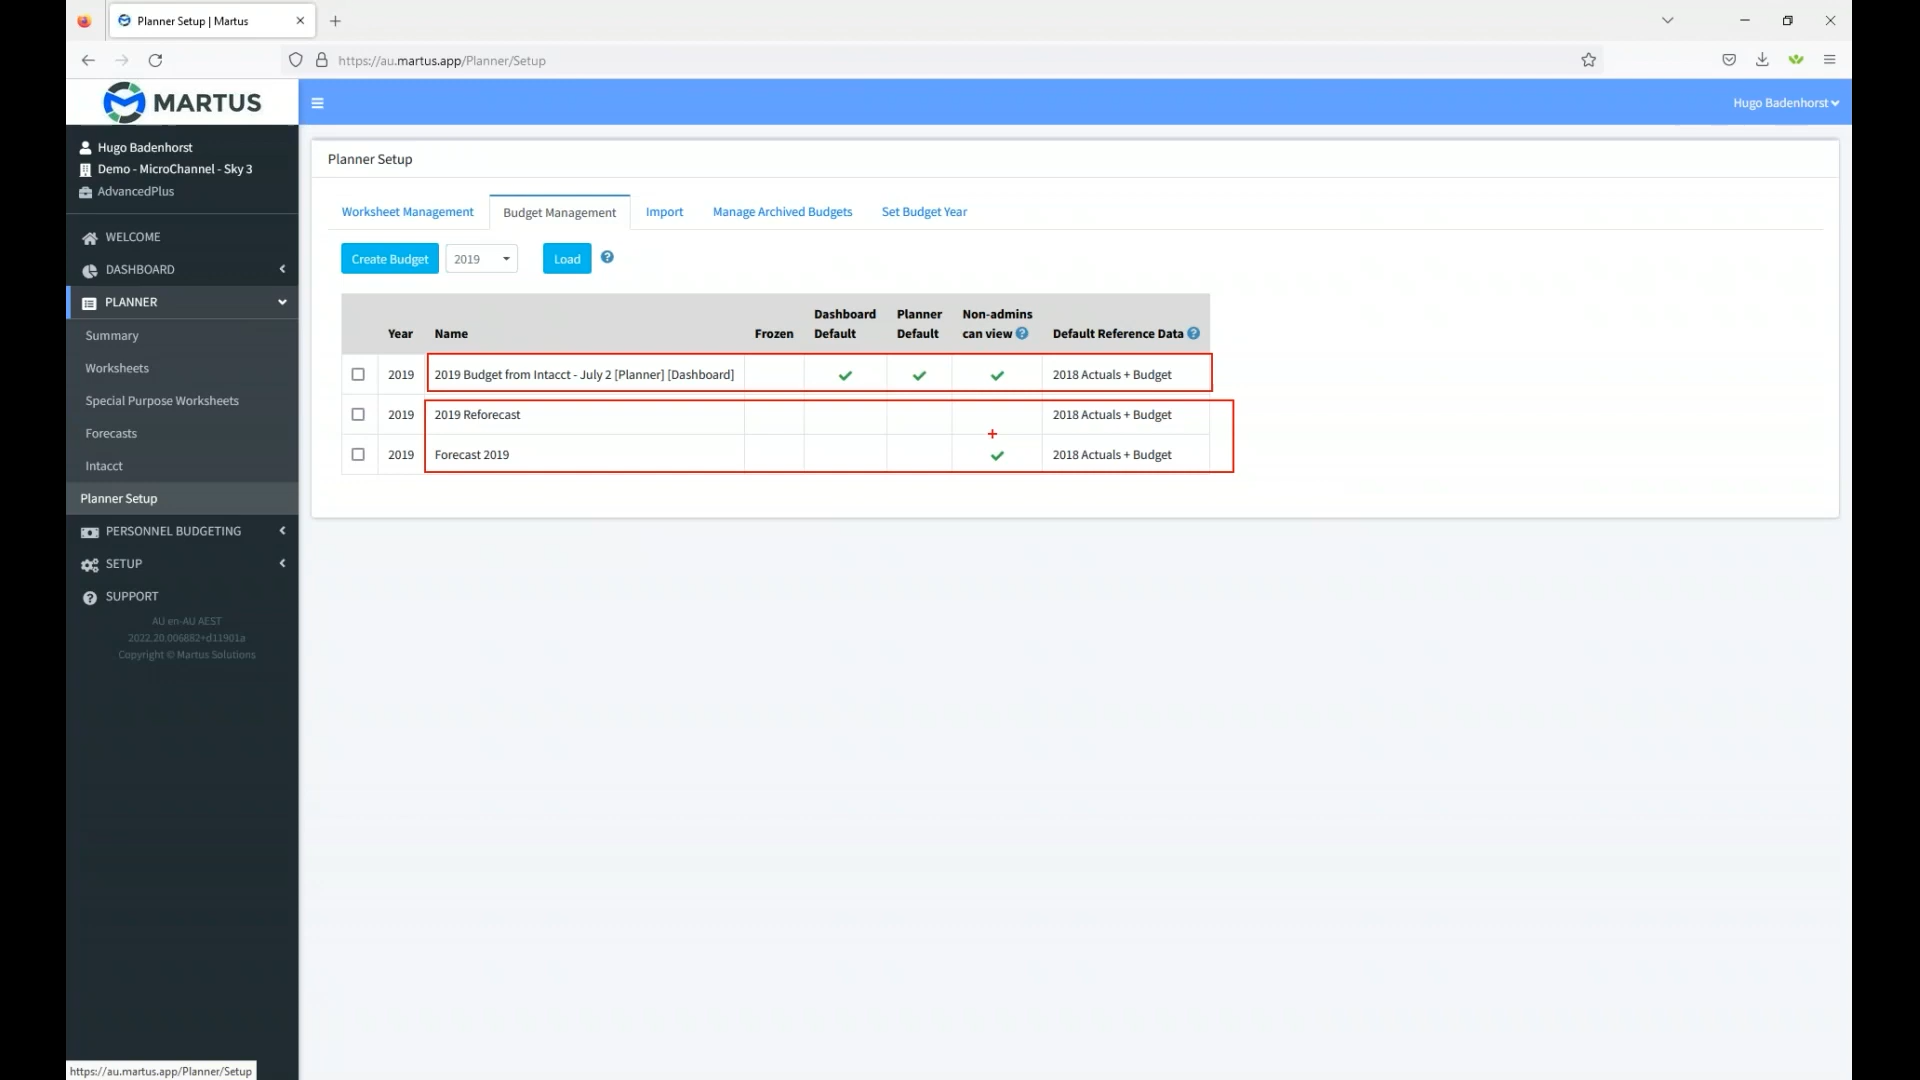 Planner Setup | Martus
https://au.martus.app/Planner/Setup
MARTUS
Hugo Badenhorst
Hugo Badenhorst
Demo - MicroChannel - Sky 3
AdvancedPlus
WELCOME
DASHBOARD
PLANNER
Summary
Worksheets
Special Purpose Worksheets
Forecasts
Intacct
Planner Setup
PERSONNEL BUDGETING
SETUP
SUPPORT
AU en-AU AEST
2022.20.006882+d11901a
Copyright © Martus Solutions
Planner Setup
Worksheet Management Budget Management Import Manage Archived Budgets Set Budget Year
Create Budget 2019 Load
Dashboard Planner Non-admins
Year Name Frozen Default Default can view Default Reference Data
2019 2019 Budget from Intacct - July 2 [Planner] [Dashboard] 2018 Actuals + Budget
2019 2019 Reforecast 2018 Actuals + Budget
2019 Forecast 2019 2018 Actuals + Budget
https://au.martus.app/Planner/Setup